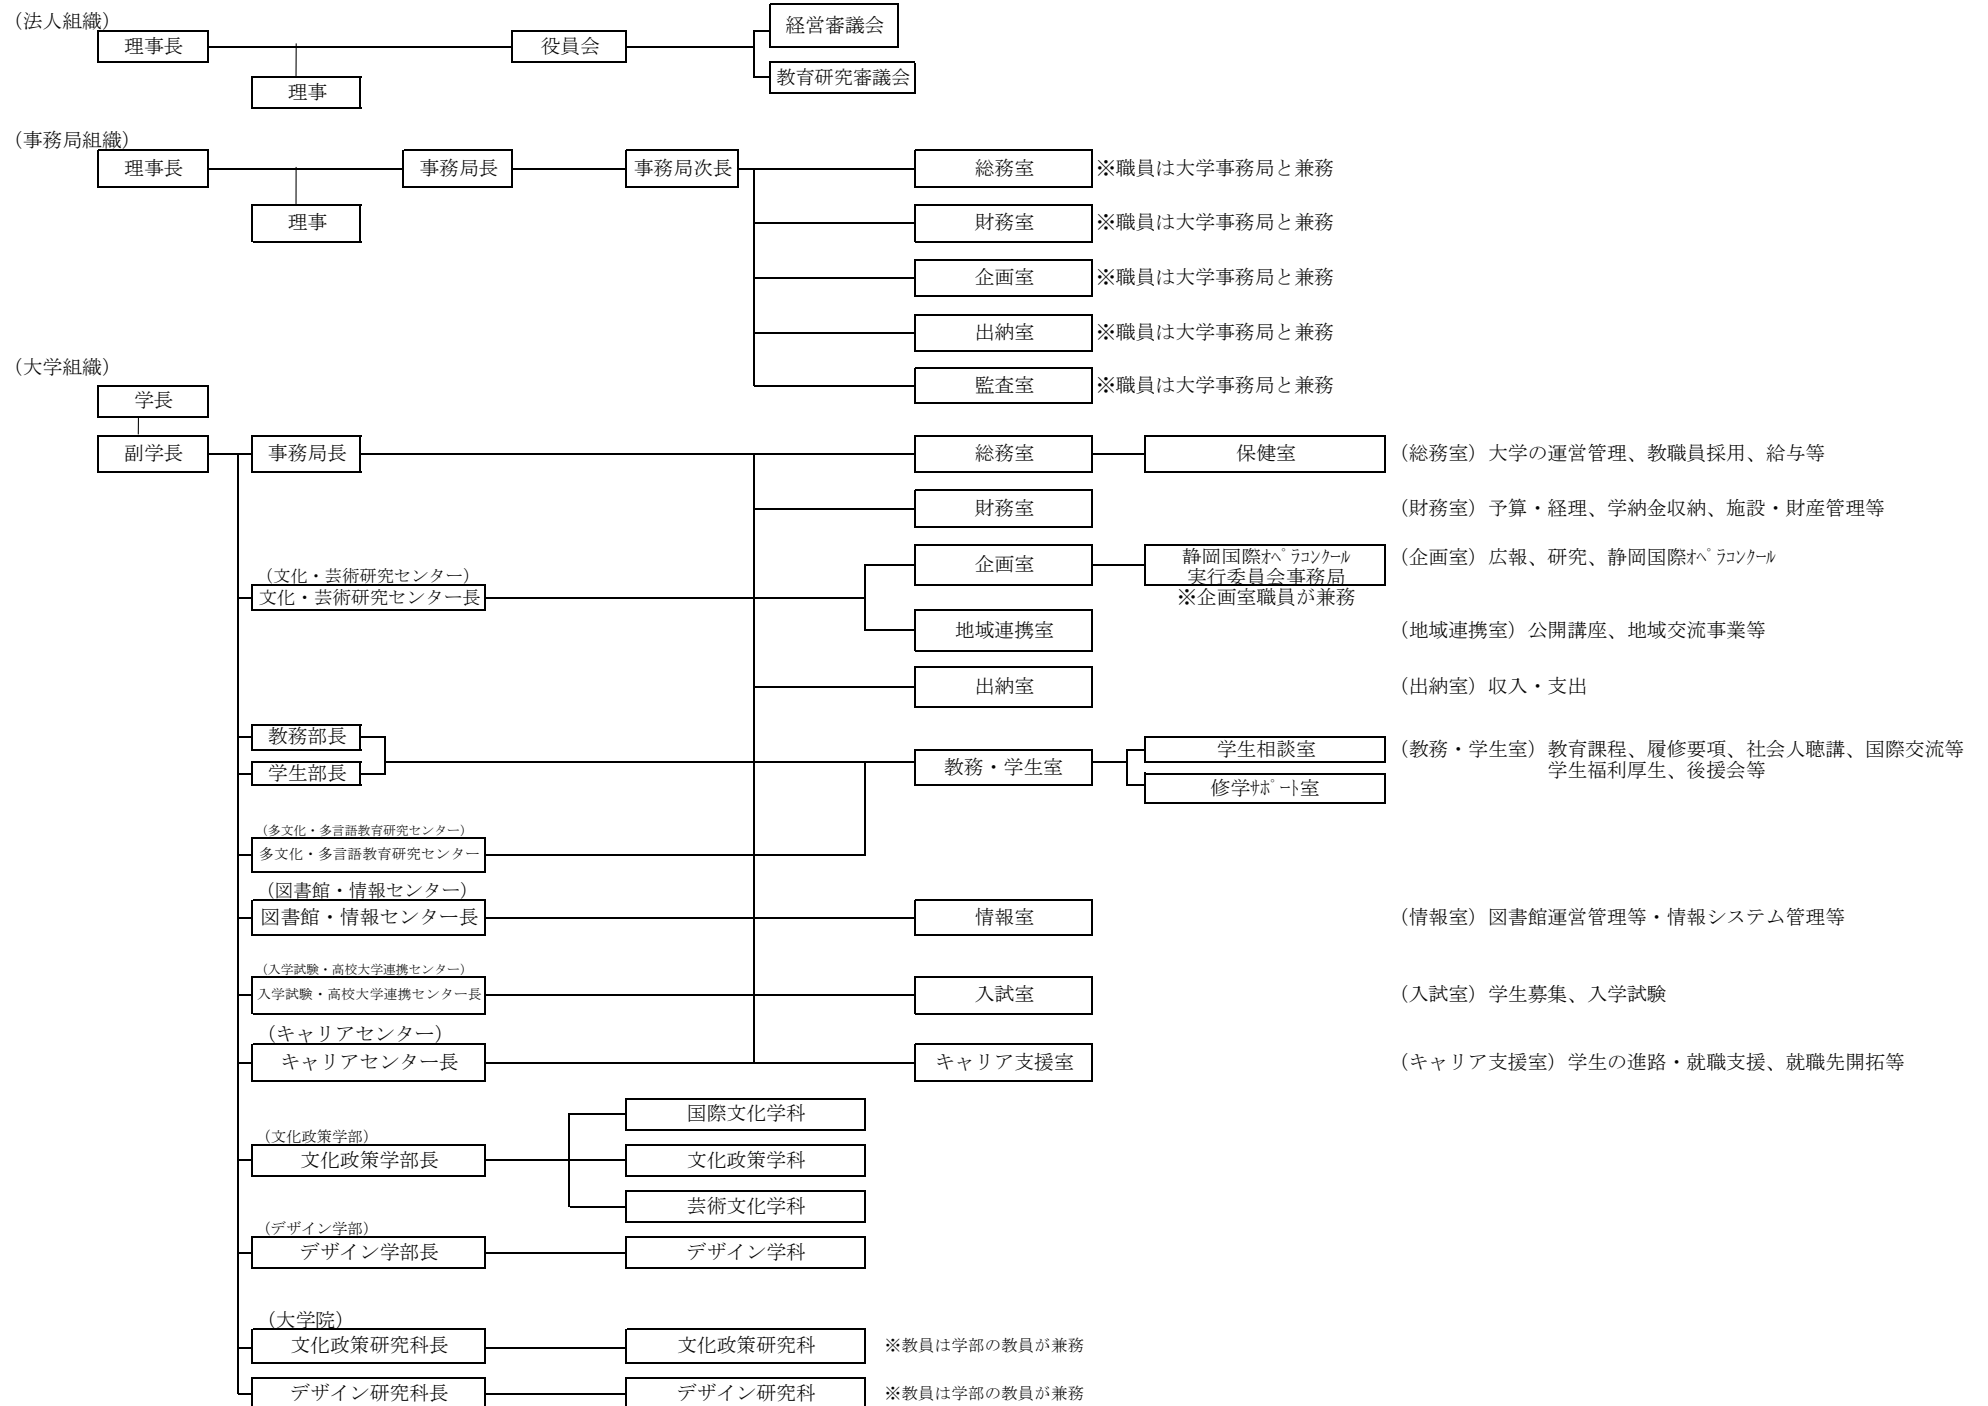 （法人組織）
理事長
役員会
経営審議会
教育研究審議会
理事
（事務局組織）
理事長
事務局長
事務局次長
総務室
※職員は大学事務局と兼務
理事
財務室
※職員は大学事務局と兼務
企画室
※職員は大学事務局と兼務
出納室
※職員は大学事務局と兼務
監査室
※職員は大学事務局と兼務
（大学組織）
学長
副学長
事務局長
総務室
保健室
（総務室）大学の運営管理、教職員採用、給与等
財務室
（財務室）予算・経理、学納金収納、施設・財産管理等
企画室
静岡国際ｵﾍﾟﾗｺﾝｸｰﾙ
実行委員会事務局
※企画室職員が兼務
（企画室）広報、研究、静岡国際ｵﾍﾟﾗｺﾝｸｰﾙ
（文化・芸術研究センター）
文化・芸術研究センター長
地域連携室
（地域連携室）公開講座、地域交流事業等
出納室
（出納室）収入・支出
教務部長
学生部長
教務・学生室
学生相談室
修学ｻﾎﾟｰﾄ室
（教務・学生室）教育課程、履修要項、社会人聴講、国際交流等
学生福利厚生、後援会等
（多文化・多言語教育研究センター）
多文化・多言語教育研究センター
（図書館・情報センター）
図書館・情報センター長
情報室
（情報室）図書館運営管理等・情報システム管理等
（入学試験・高校大学連携センター）
入学試験・高校大学連携センター長
入試室
（入試室）学生募集、入学試験
（キャリアセンター）
キャリアセンター長
キャリア支援室
（キャリア支援室）学生の進路・就職支援、就職先開拓等
国際文化学科
（文化政策学部）
文化政策学部長
文化政策学科
芸術文化学科
（デザイン学部）
デザイン学部長
デザイン学科
（大学院）
文化政策研究科長
文化政策研究科
※教員は学部の教員が兼務
デザイン研究科長
デザイン研究科
※教員は学部の教員が兼務